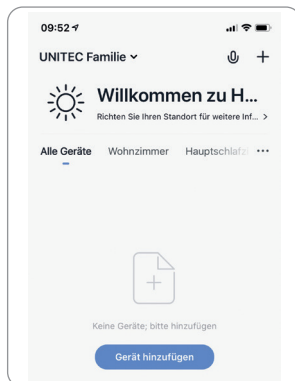 09:52
UNITEC Familie
Willkommen zu H...
Richten Sie Ihren Standort für weitere Inf... >
Alle Geräte Wohnzimmer Hauptschlafz ...
Keine Geräte; bitte hinzufügen
Gerät hinzufügen